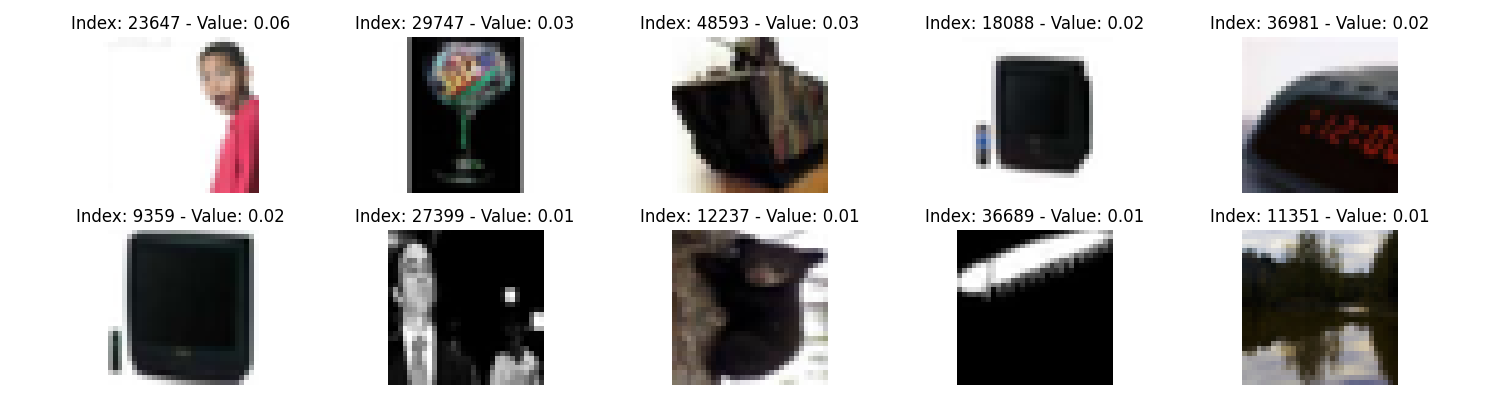 Index: 23647 - Value: 0.06
Index: 29747 - Value: 0.03
Index: 48593 - Value: 0.03
Index: 18088 - Value: 0.02
Index: 36981 - Value: 0.02
12:00
Index: 9359 - Value: 0.02
Index: 27399 - Value: 0.01
Index: 12237 - Value: 0.01
Index: 36689 - Value: 0.01
Index: 11351 - Value: 0.01